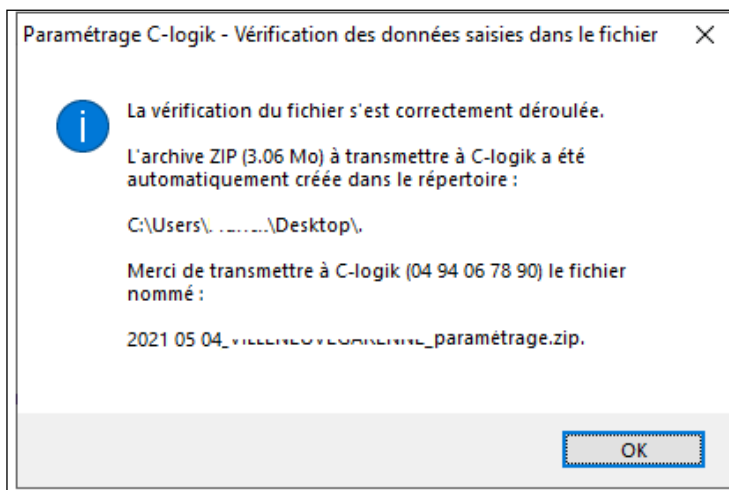 Paramétrage C-logik - Vérification des données saisies dans le fichier
La vérification du fichier s'est correctement déroulée.
L'archive ZIP (3.06 Mo) à transmettre à C-logik a été
automatiquement créée dans le répertoire :
C:\Users\ \Desktop\.
Merci de transmettre à C-logik (04 94 06 78 90) le fichier
nommé :
2021 05 04_ _paramétrage.zip.
OK